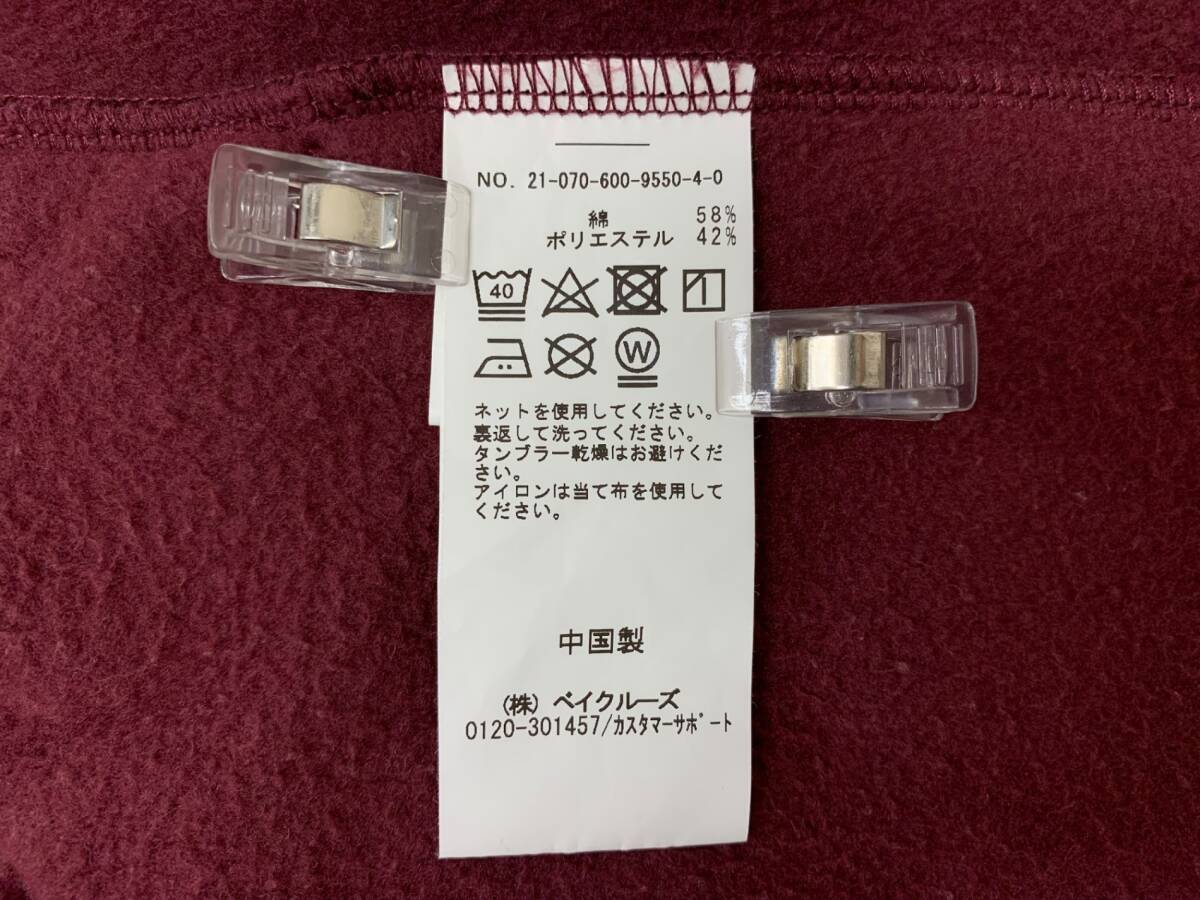 NO. 21-070-600-9550-4-0
綿 58%
ポリエステル 42%
40
W
ネットを使用してください。
裏返して洗ってください。
タンブラー乾燥はお避けくだ
さい。
アイロンは当て布を使用して
ください。
中国製
(株) ベイクルーズ
0120-301457/カスタマーサポート